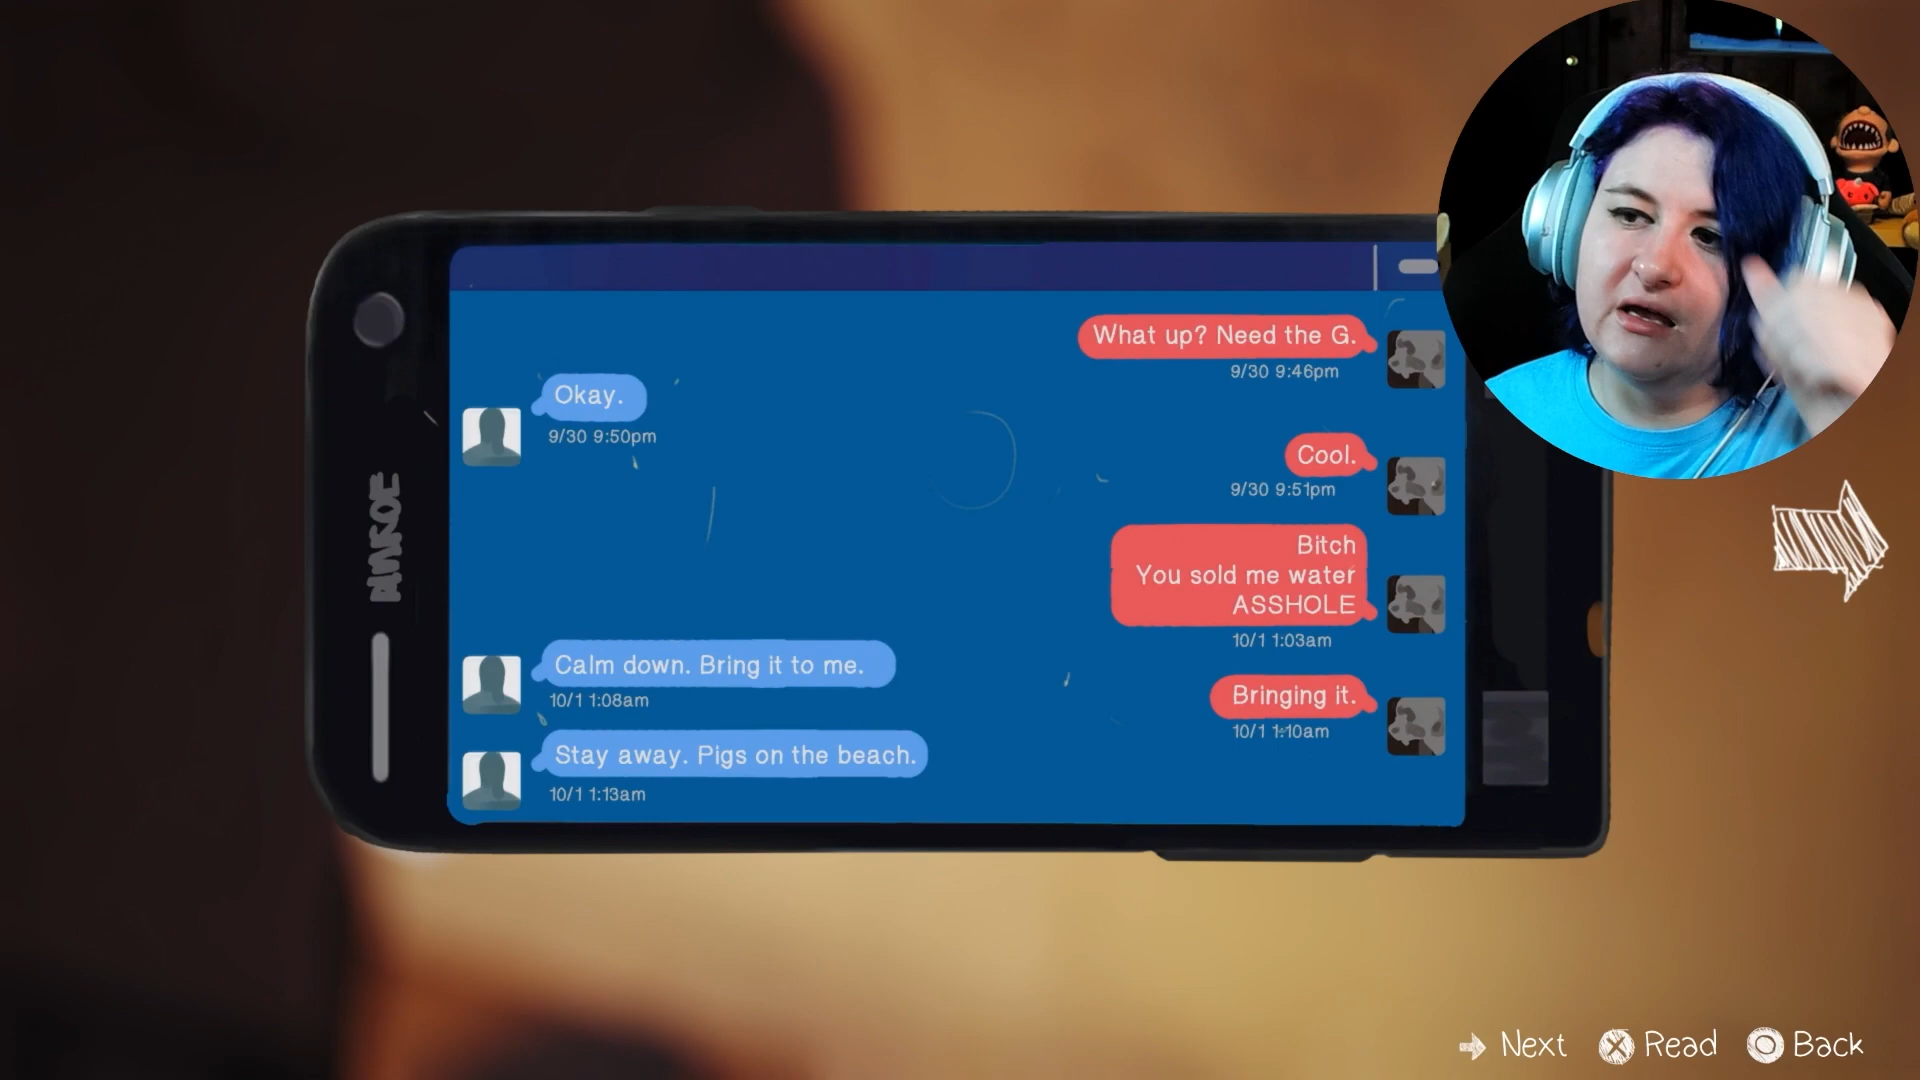 What up? Need the G.
9/30 9:46pm
Okay.
9/30 9:50pm
Cool.
9/30 9:51pm
Bitch
You sold me water
ASSHOLE
10/1 1:03am
Calm down. Bring it to me.
10/1 1:08am
Bringing it.
10/1 1:10am
Stay away. Pigs on the beach.
10/1 1:13am
Next
Read
Back